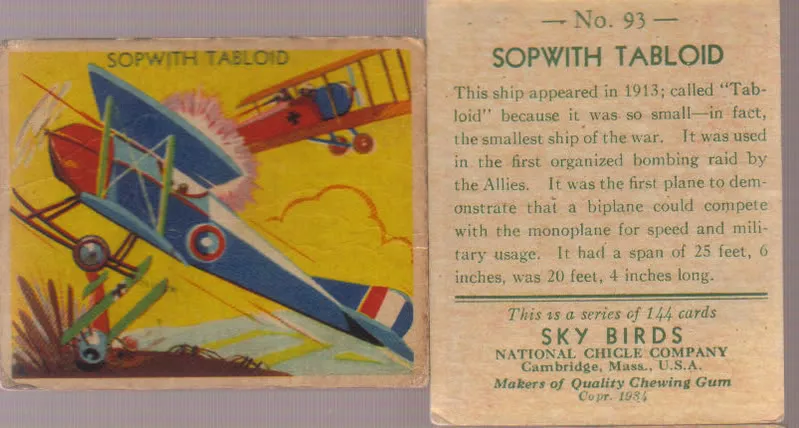 SOPWITH TABLOID
— No. 93 —
SOPWITH TABLOID
This ship appeared in 1913; called "Tab-
loid" because it was so small—in fact,
the smallest ship of the war. It was used
in the first organized bombing raid by
the Allies. It was the first plane to dem-
onstrate that a biplane could compete
with the monoplane for speed and mili-
tary usage. It had a span of 25 feet, 6
inches, was 20 feet, 4 inches long.
This is a series of 144 cards
SKY BIRDS
NATIONAL CHICLE COMPANY
Cambridge, Mass., U.S.A.
Makers of Quality Chewing Gum
Copr. 1934